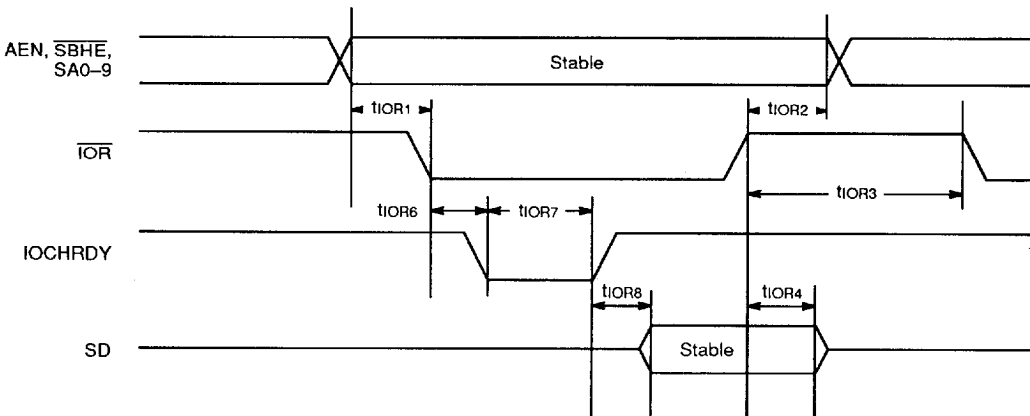 AEN, SBHE,
SA0–9
Stable
tIOR1
tIOR2
IOR
tIOR3
tIOR6
tIOR7
IOCHRDY
tIOR8
tIOR4
SD
Stable